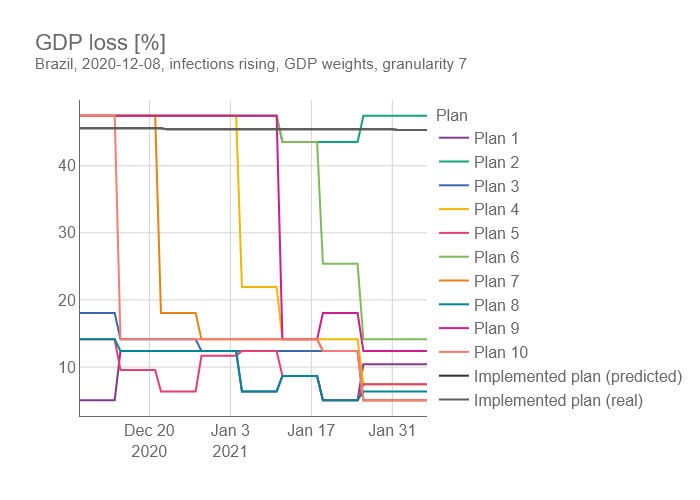 GDP loss [%]
Brazil, 2020-12-08, infections rising, GDP weights, granularity 7
40
30
20
10
Dec 20
2020
Jan 3
2021
Jan 17
Jan 31
Plan
Plan 1
Plan 2
Plan 3
Plan 4
Plan 5
Plan 6
Plan 7
Plan 8
Plan 9
Plan 10
Implemented plan (predicted)
Implemented plan (real)